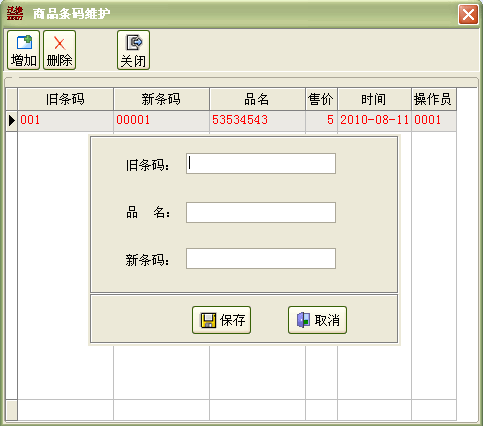 商品条码维护
增加 删除 关闭
旧条码 新条码 品名 售价 时间 操作员
001 00001 53534543 5 2010-08-11 0001
旧条码:
品 名:
新条码:
保存 取消